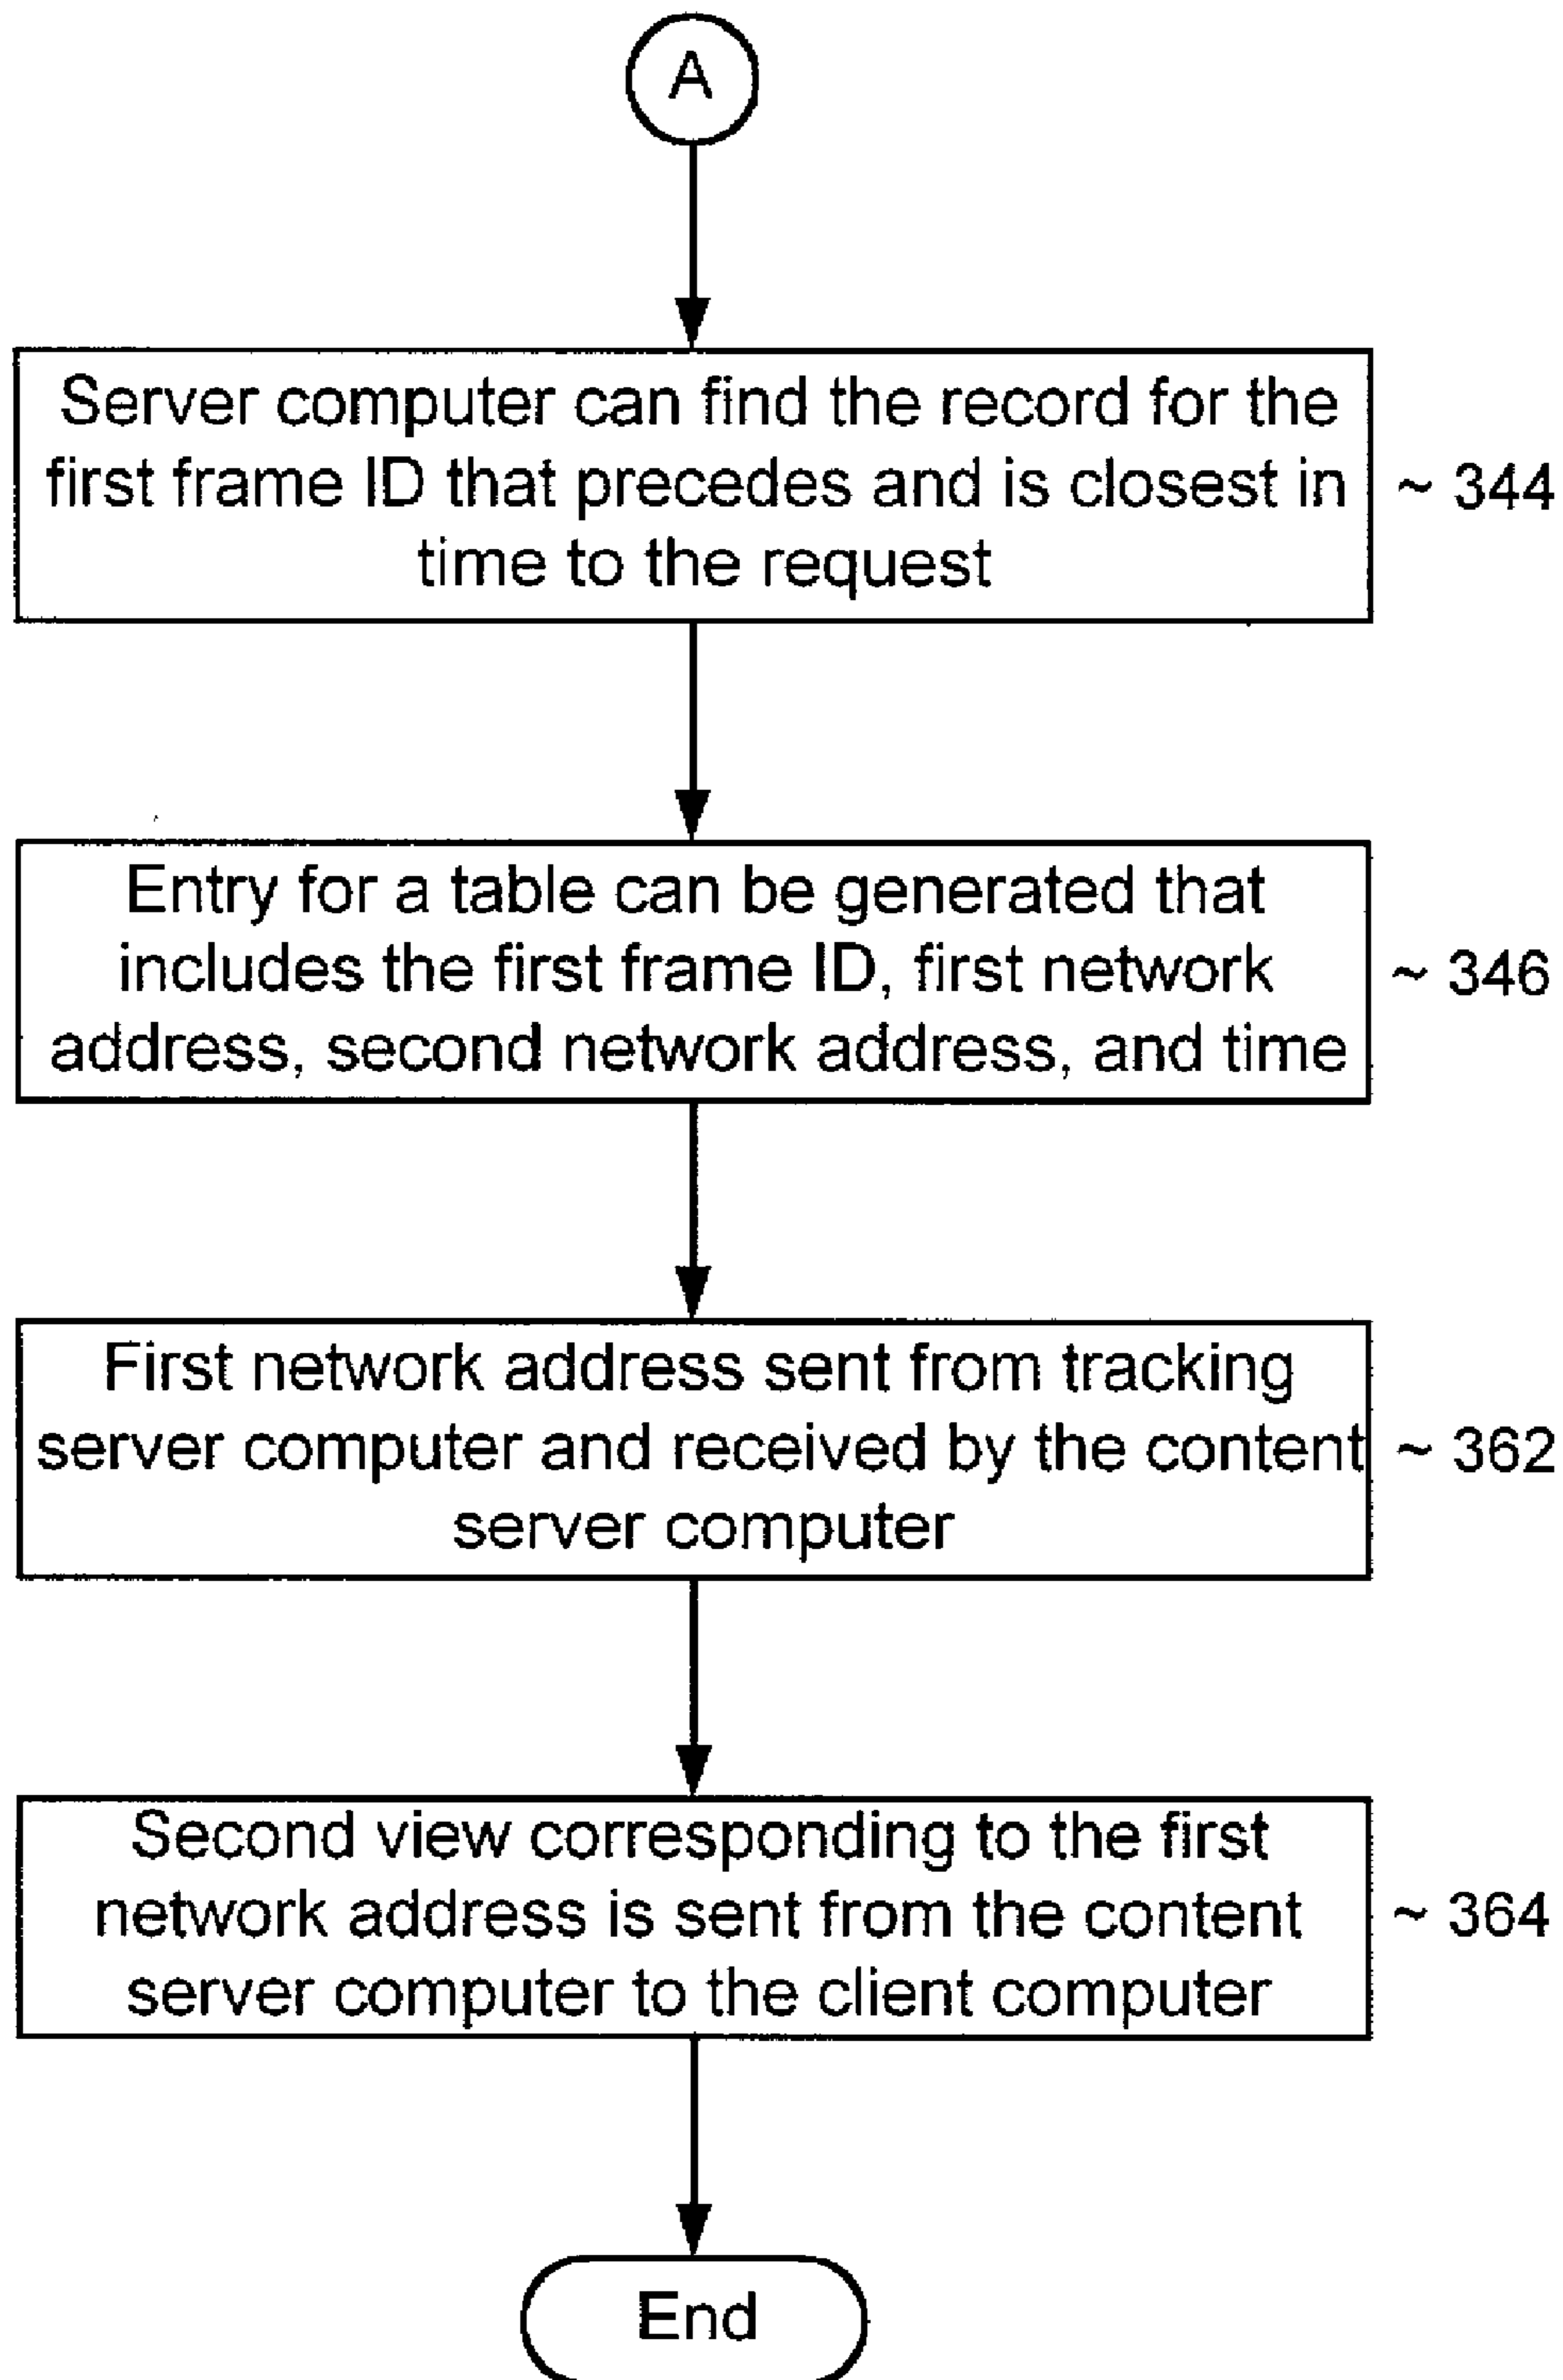 A
Server computer can find the record for the
first frame ID that precedes and is closest in
time to the request
~ 344
Entry for a table can be generated that
includes the first frame ID, first network
address, second network address, and time
~ 346
First network address sent from tracking
server computer and received by the content
server computer
~ 362
Second view corresponding to the first
network address is sent from the content
server computer to the client computer
~ 364
End